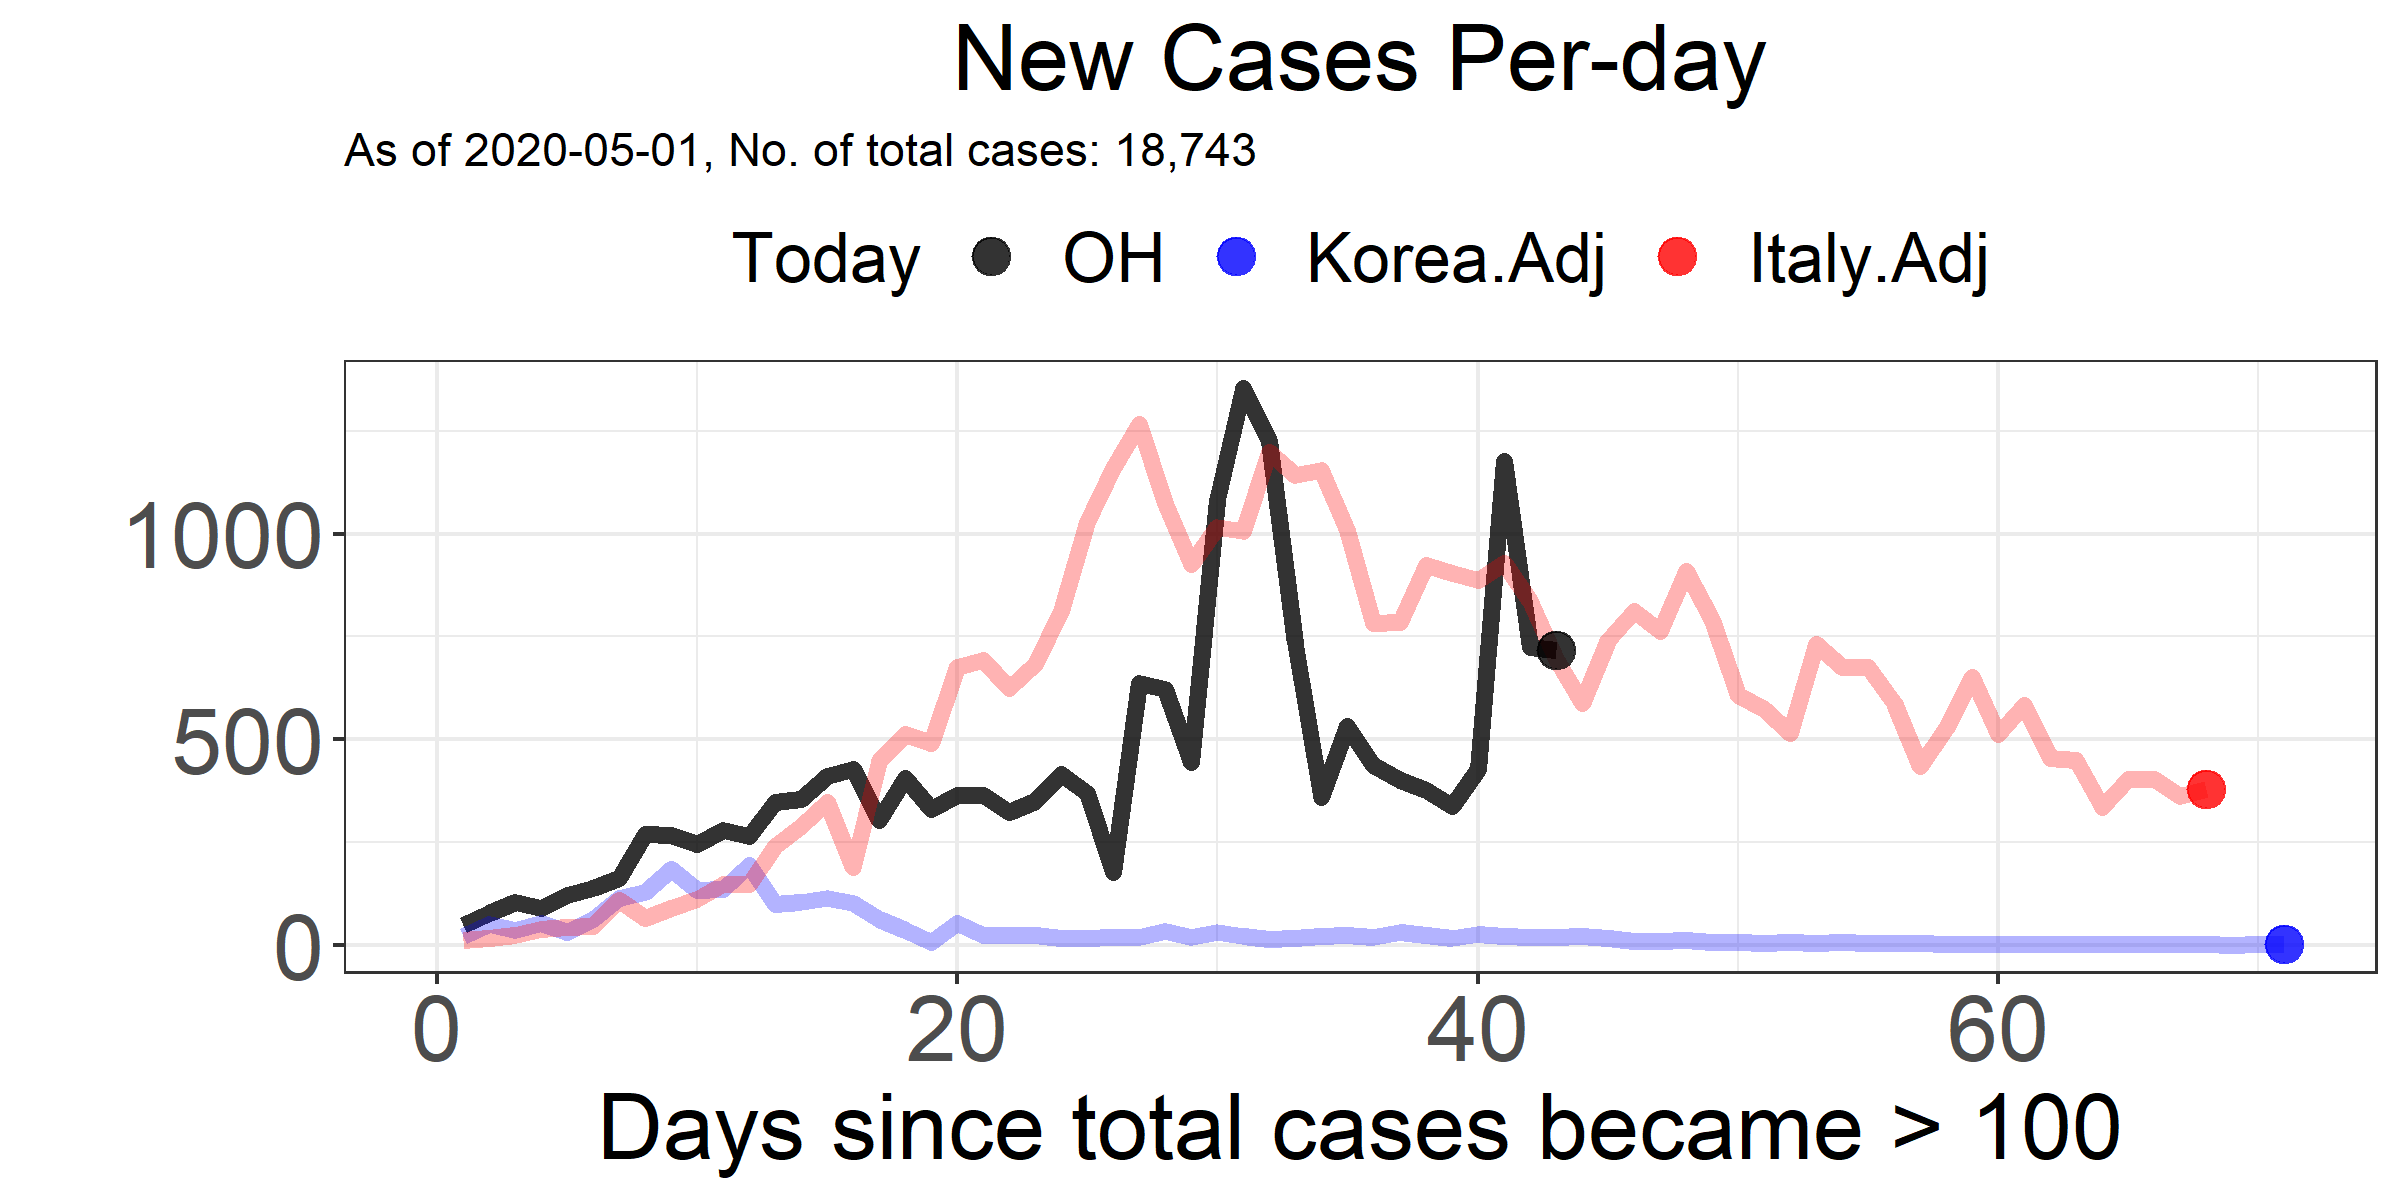 New Cases Per-day
As of 2020-05-01, No. of total cases: 18,743
Today OH Korea.Adj Italy.Adj
1000
500
0
0 20 40 60
Days since total cases became > 100